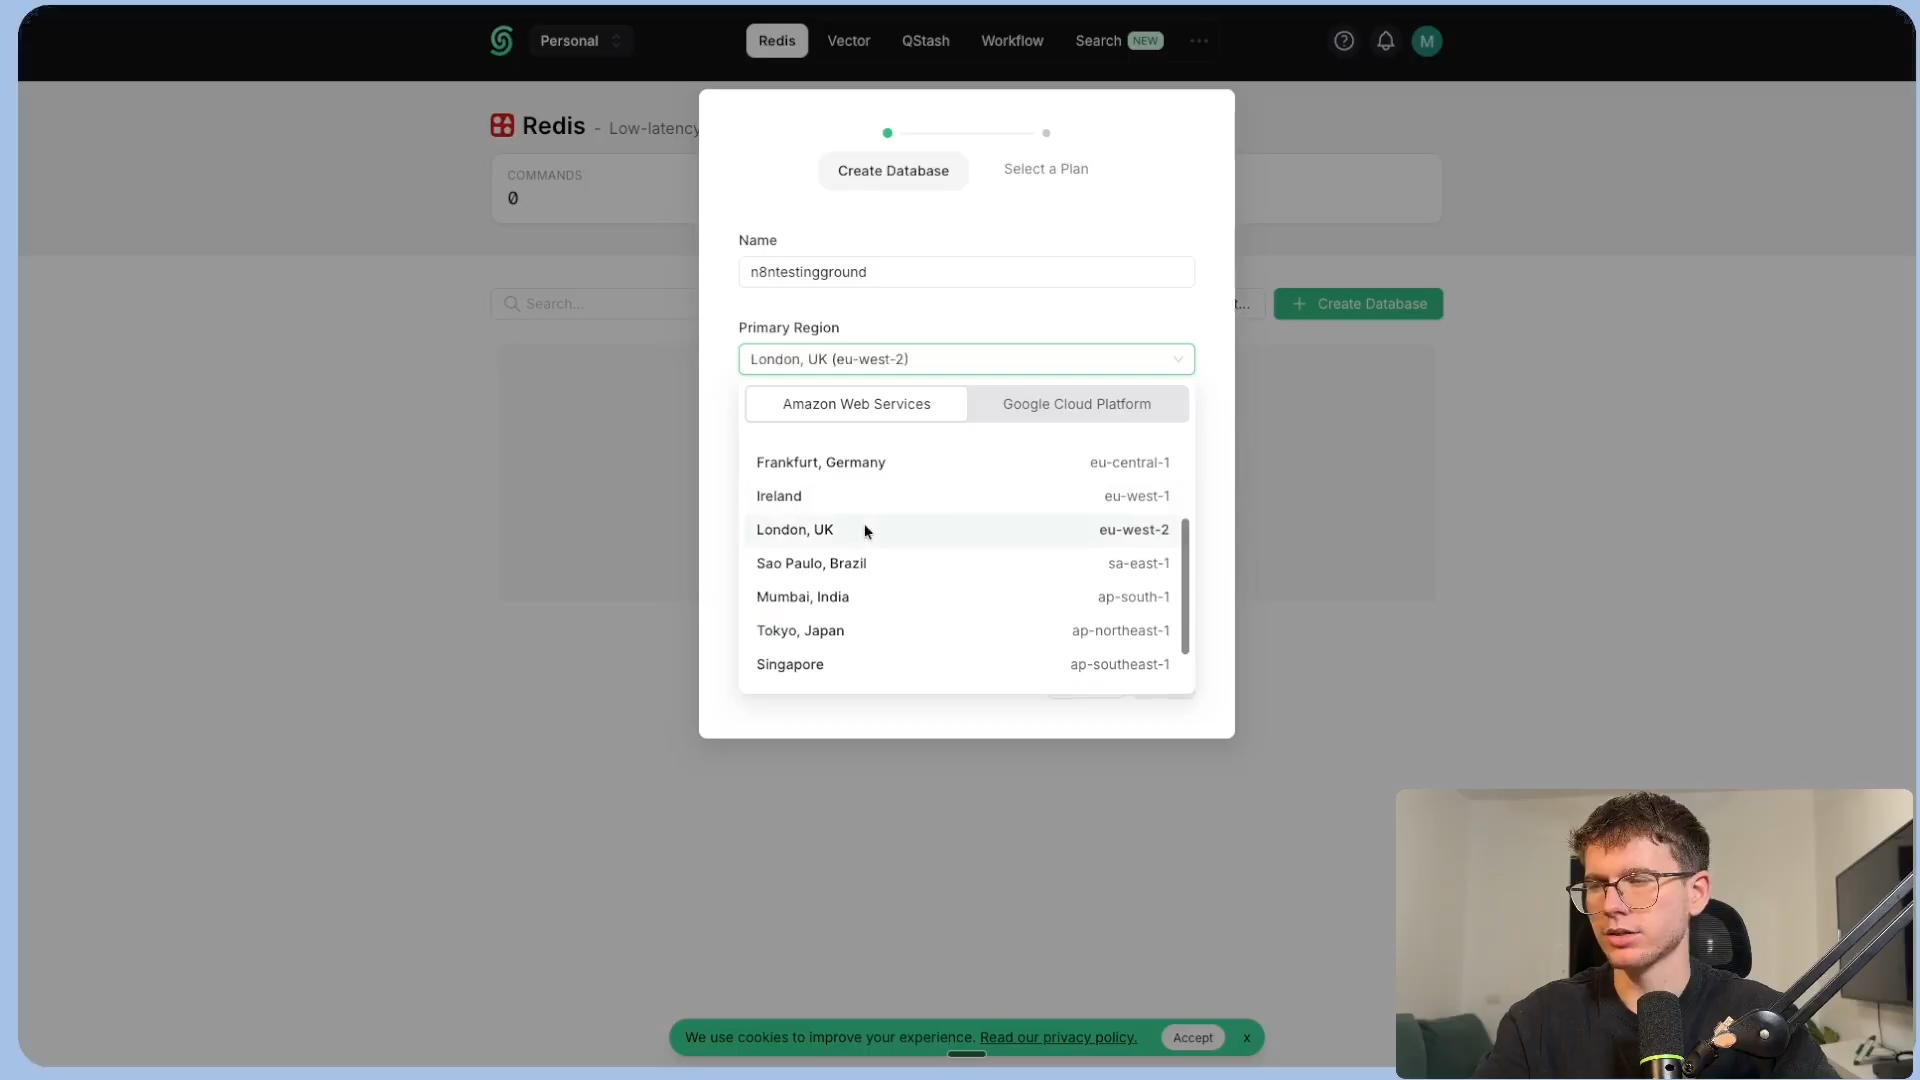 Personal
Redis
Vector
QStash
Workflow
Search NEW
M
Redis - Low-latency
COMMANDS
0
Create Database
Select a Plan
Name
n8ntestingground
Search...
t...
+ Create Database
Primary Region
London, UK (eu-west-2)
Amazon Web Services
Google Cloud Platform
Frankfurt, Germany eu-central-1
Ireland eu-west-1
London, UK eu-west-2
Sao Paulo, Brazil sa-east-1
Mumbai, India ap-south-1
Tokyo, Japan ap-northeast-1
Singapore ap-southeast-1
We use cookies to improve your experience. Read our privacy policy. Accept x